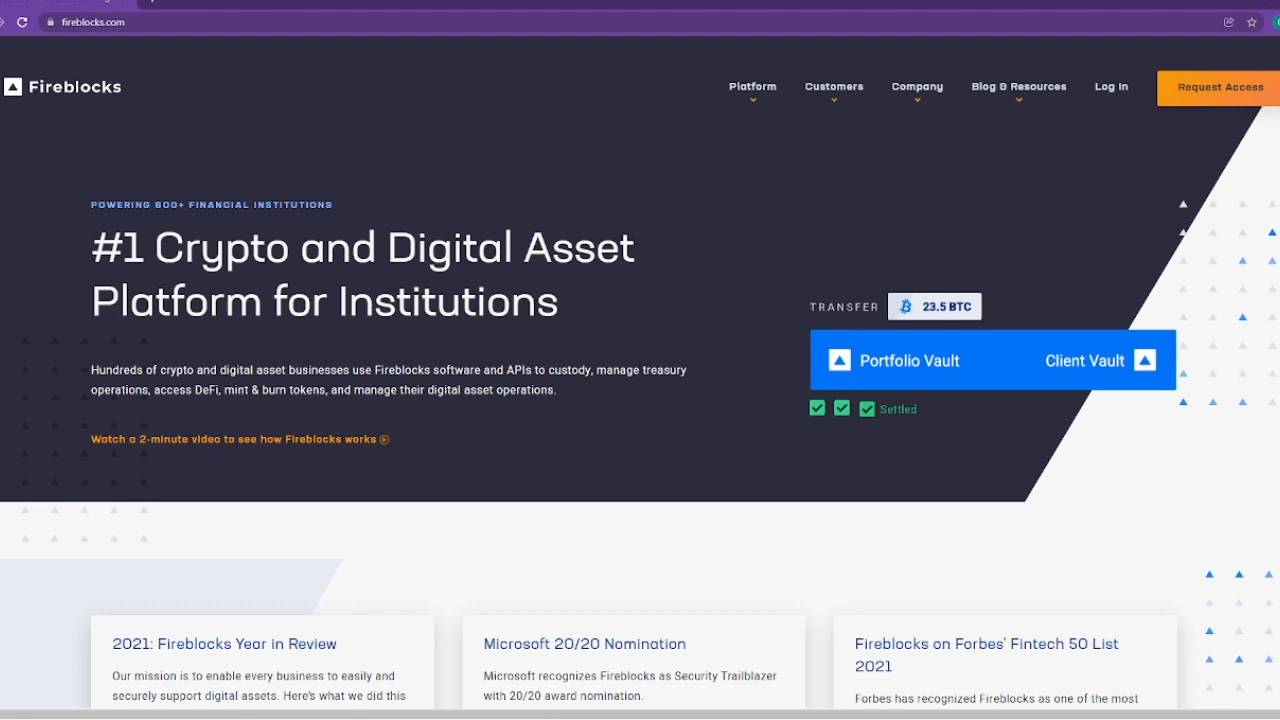 fireblocks.com
Fireblocks
Platform
Customers
Company
Blog & Resources
Log In
Request Access
POWERING 800+ FINANCIAL INSTITUTIONS
#1 Crypto and Digital Asset
Platform for Institutions
Hundreds of crypto and digital asset businesses use Fireblocks software and APIs to custody, manage treasury
operations, access DeFi, mint & burn tokens, and manage their digital asset operations.
Watch a 2-minute video to see how Fireblocks works
TRANSFER
23.5 BTC
Portfolio Vault
Client Vault
Settled
2021: Fireblocks Year in Review
Our mission is to enable every business to easily and
securely support digital assets. Here's what we did this
Microsoft 20/20 Nomination
Microsoft recognizes Fireblocks as Security Trailblazer
with 20/20 award nomination.
Fireblocks on Forbes' Fintech 50 List
2021
Forbes has recognized Fireblocks as one of the most